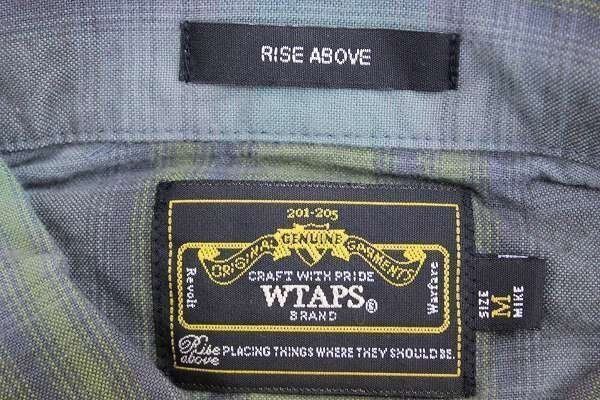 RISE ABOVE
201-205
ORIGINAL GENUINE GARMENTS
CRAFT WITH PRIDE
Revolt
WTAPS®
Warfare
BRAND
Rise above
PLACING THINGS WHERE THEY SHOULD BE.
SIZE
M
MIKE